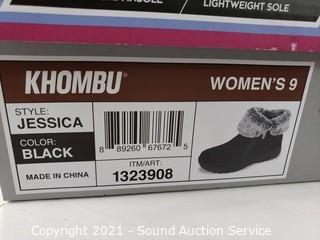 LIGHTWEIGHT SOLE
KHOMBU®
WOMEN'S 9
STYLE:
JESSICA
COLOR:
BLACK
MADE IN CHINA
8 89260 67672 5
ITM/ART:
1323908
Copyright 2021 - Sound Auction Service